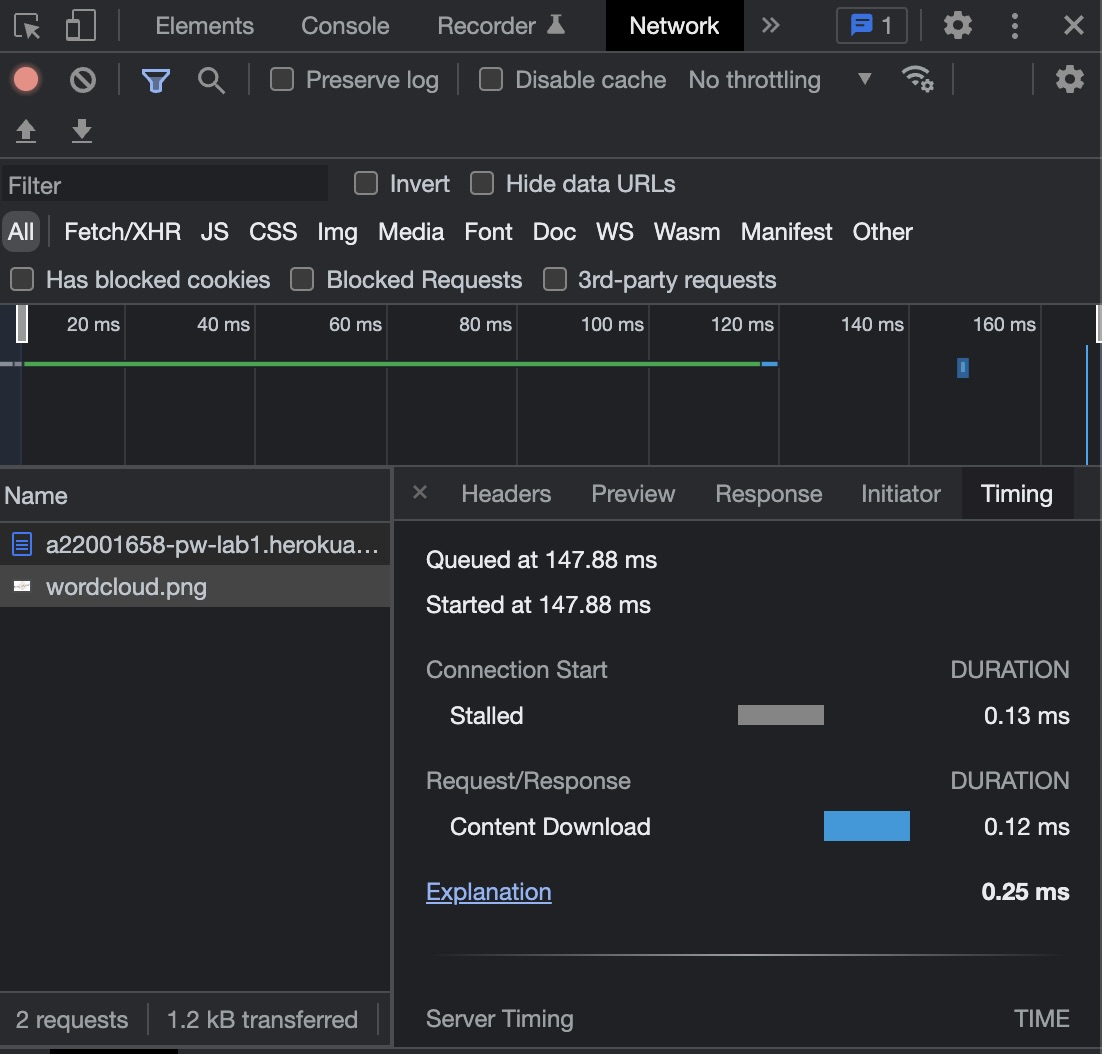 Elements Console Recorder Network 1
Preserve log Disable cache No throttling
Filter Invert Hide data URLs
All Fetch/XHR JS CSS Img Media Font Doc WS Wasm Manifest Other
Has blocked cookies Blocked Requests 3rd-party requests
20 ms 40 ms 60 ms 80 ms 100 ms 120 ms 140 ms 160 ms
Name
a22001658-pw-lab1.herokua...
wordcloud.png
2 requests 1.2 kB transferred
Headers Preview Response Initiator Timing
Queued at 147.88 ms
Started at 147.88 ms
Connection Start DURATION
Stalled 0.13 ms
Request/Response DURATION
Content Download 0.12 ms
Explanation 0.25 ms
Server Timing TIME